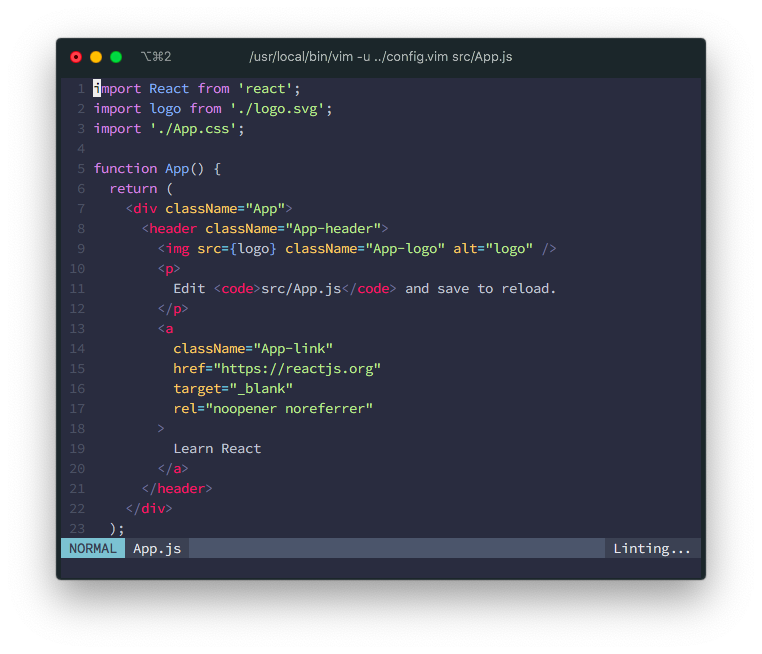 ⌥⌘2 /usr/local/bin/vim -u ../config.vim src/App.js
1 import React from 'react';
2 import logo from './logo.svg';
3 import './App.css';
4
5 function App() {
6   return (
7     <div className="App">
8       <header className="App-header">
9         <img src={logo} className="App-logo" alt="logo" />
10         <p>
11           Edit <code>src/App.js</code> and save to reload.
12         </p>
13         <a
14           className="App-link"
15           href="https://reactjs.org"
16           target="_blank"
17           rel="noopener noreferrer"
18         >
19           Learn React
20         </a>
21       </header>
22     </div>
23   );
NORMAL App.js Linting...